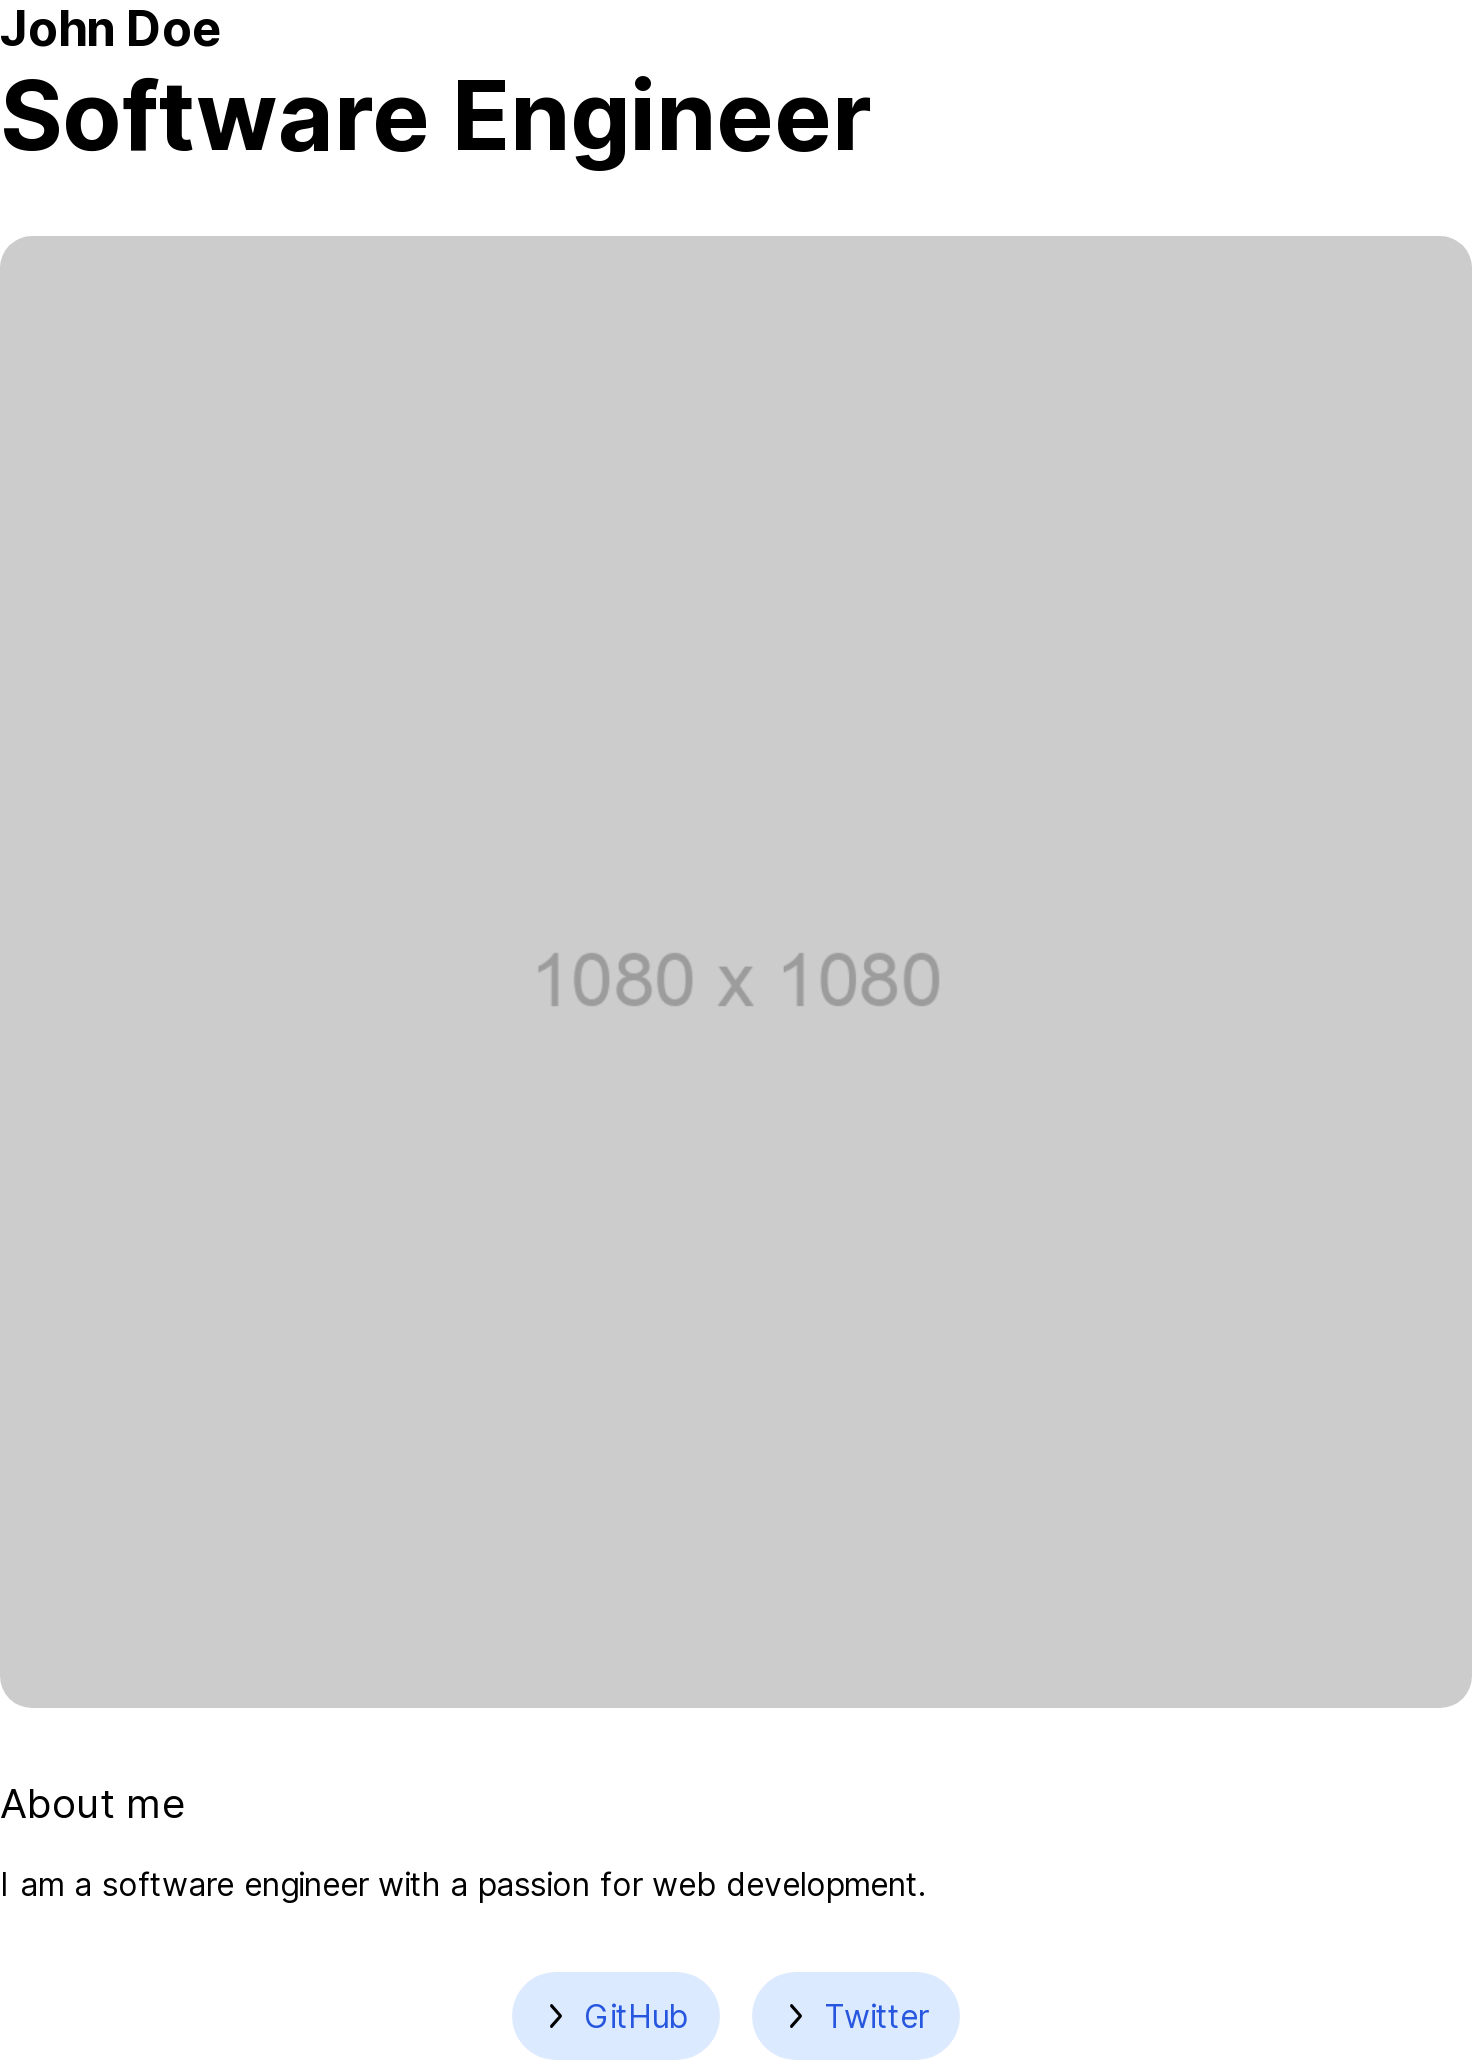 John Doe
Software Engineer
1080 x 1080
About me
I am a software engineer with a passion for web development.
GitHub
Twitter